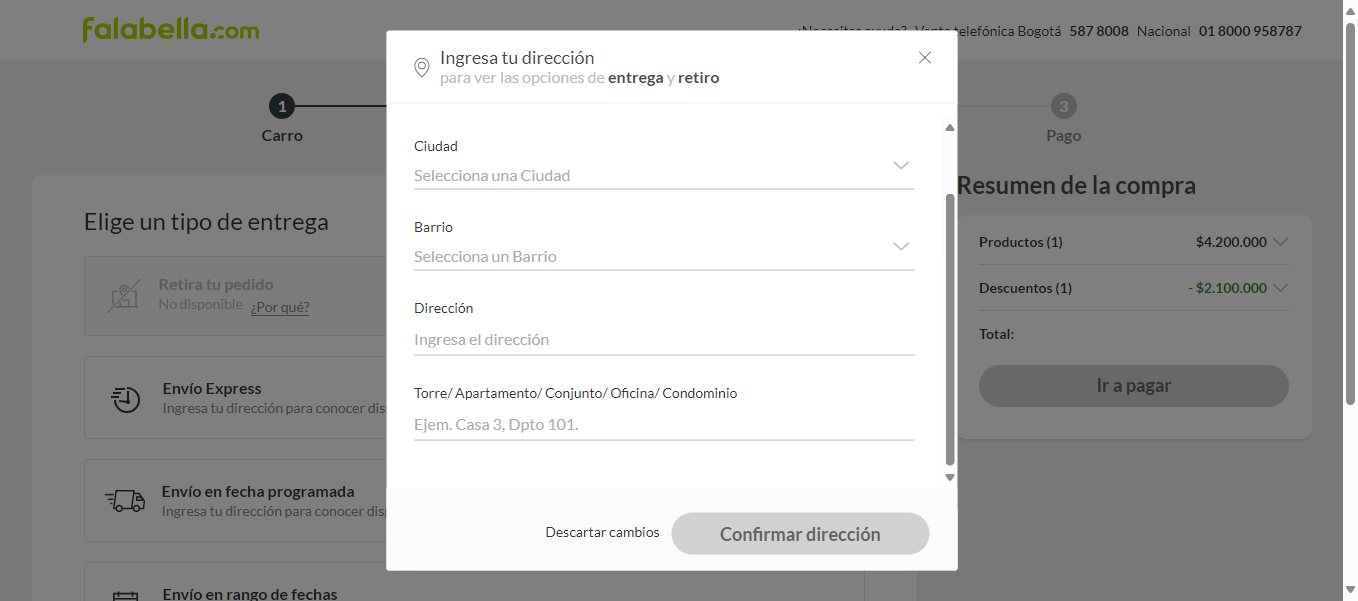 falabella.com
¿Necesitas ayuda? Venta telefónica Bogotá 587 8008 Nacional 01 8000 958787
Ingresa tu dirección
para ver las opciones de entrega y retiro
1
Carro
3
Pago
Elige un tipo de entrega
Retira tu pedido
No disponible ¿Por qué?
Envío Express
Ingresa tu dirección para conocer dis
Envío en fecha programada
Ingresa tu dirección para conocer dis
Envío en rango de fechas
Ciudad
Selecciona una Ciudad
Barrio
Selecciona un Barrio
Dirección
Ingresa el dirección
Torre/ Apartamento/ Conjunto/ Oficina/ Condominio
Ejem. Casa 3, Dpto 101.
Descartar cambios
Confirmar dirección
Resumen de la compra
Productos (1) $4.200.000
Descuentos (1) - $2.100.000
Total:
Ir a pagar